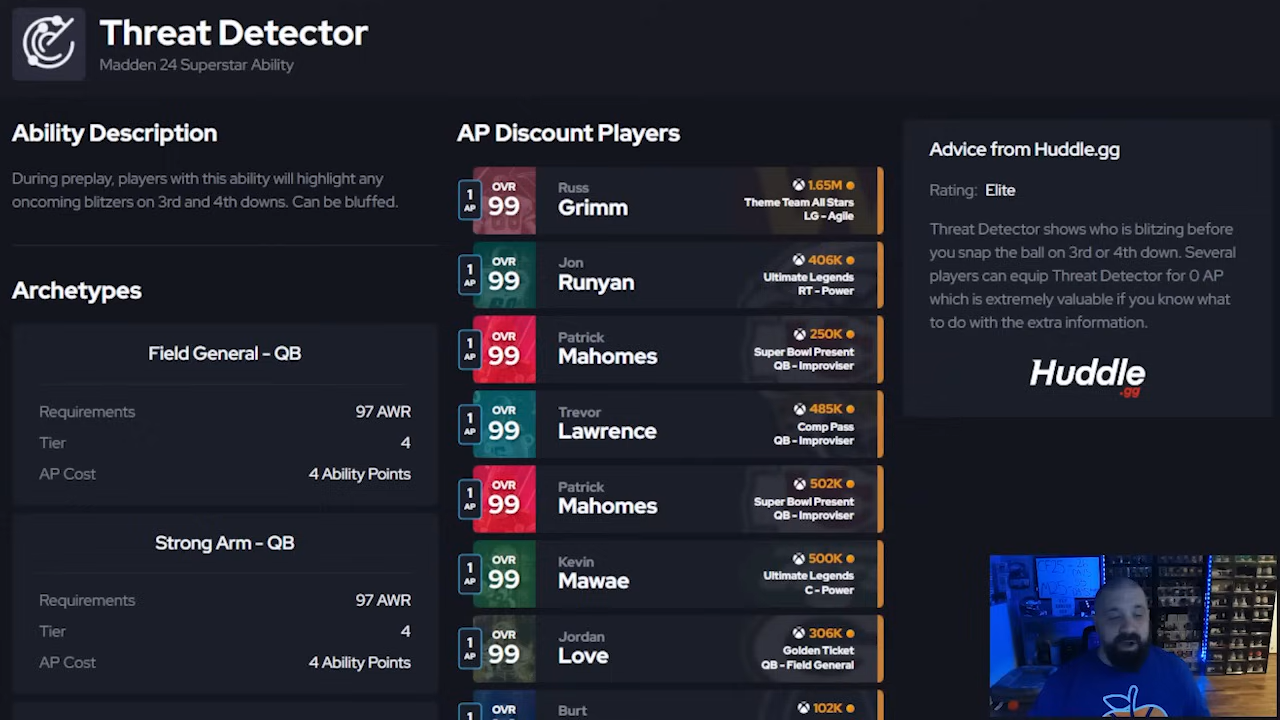 Threat Detector
Madden 24 Superstar Ability
Ability Description
During preplay, players with this ability will highlight any
oncoming blitzers on 3rd and 4th downs. Can be bluffed.
Archetypes
Field General - QB
Requirements 97 AWR
Tier 4
AP Cost 4 Ability Points
Strong Arm - QB
Requirements 97 AWR
Tier 4
AP Cost 4 Ability Points
AP Discount Players
1 AP OVR 99 Russ Grimm 1.65M Theme Team All Stars LG - Agile
1 AP OVR 99 Jon Runyan 406K Ultimate Legends RT - Power
1 AP OVR 99 Patrick Mahomes 250K Super Bowl Present QB - Improviser
1 AP OVR 99 Trevor Lawrence 485K Comp Pass QB - Improviser
1 AP OVR 99 Patrick Mahomes 502K Super Bowl Present QB - Improviser
1 AP OVR 99 Kevin Mawae 500K Ultimate Legends C - Power
1 AP OVR 99 Jordan Love 306K Golden Ticket QB - Field General
1 OVR Burt 102K
Advice from Huddle.gg
Rating: Elite
Threat Detector shows who is blitzing before
you snap the ball on 3rd or 4th down. Several
players can equip Threat Detector for 0 AP
which is extremely valuable if you know what
to do with the extra information.
Huddle
.gg